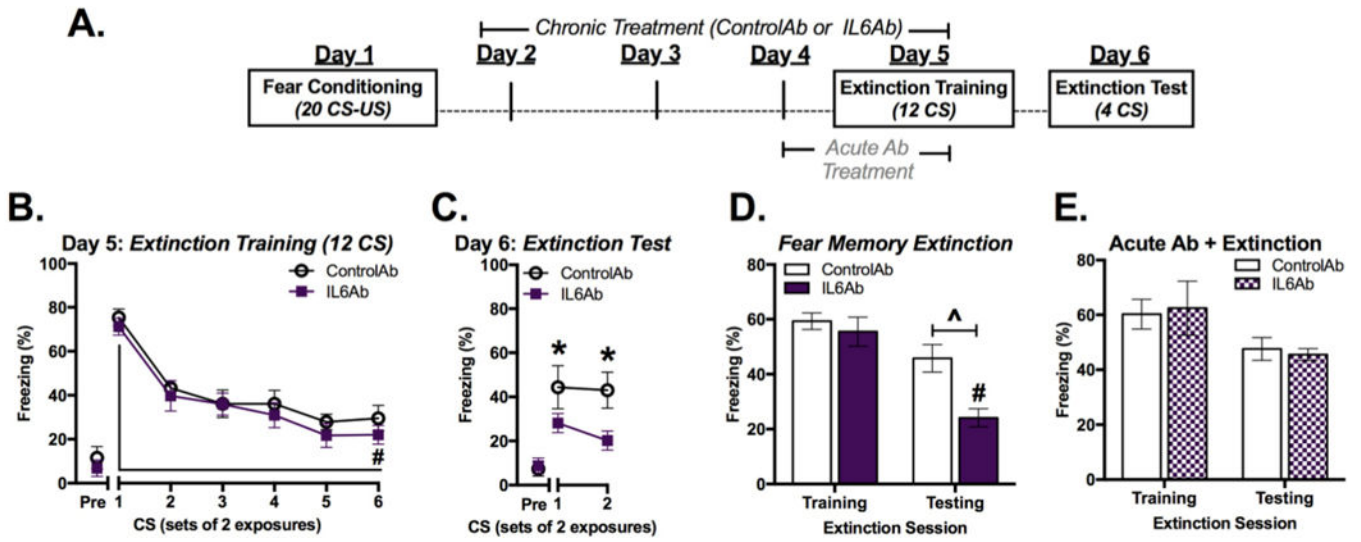 A.
Chronic Treatment (ControlAb or IL6Ab)
Day 1
Day 2
Day 3
Day 4
Day 5
Day 6
Fear Conditioning
(20 CS-US)
Extinction Training
(12 CS)
Extinction Test
(4 CS)
Acute Ab
Treatment
B.
Day 5: Extinction Training (12 CS)
ControlAb
IL6Ab
Freezing (%)
100
80
60
40
20
0
#
Pre
1
2
3
4
5
6
CS (sets of 2 exposures)
C.
Day 6: Extinction Test
ControlAb
IL6Ab
Freezing (%)
100
80
60
40
20
0
*
*
Pre
1
2
CS (sets of 2 exposures)
D.
Fear Memory Extinction
ControlAb
IL6Ab
Freezing (%)
80
60
40
20
0
^
#
Training
Testing
Extinction Session
E.
Acute Ab + Extinction
ControlAb
IL6Ab
Freezing (%)
80
60
40
20
0
Training
Testing
Extinction Session